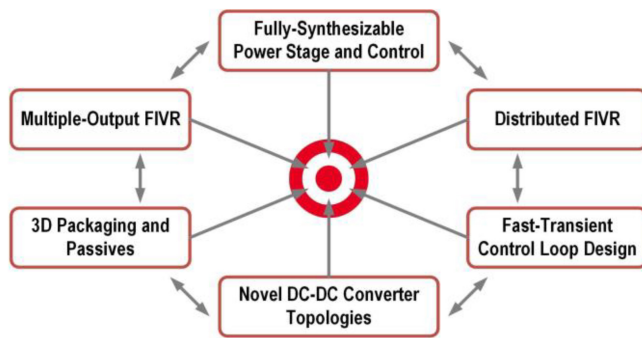 Fully-Synthesizable
Power Stage and Control
Multiple-Output FIVR
Distributed FIVR
3D Packaging and
Passives
Fast-Transient
Control Loop Design
Novel DC-DC Converter
Topologies